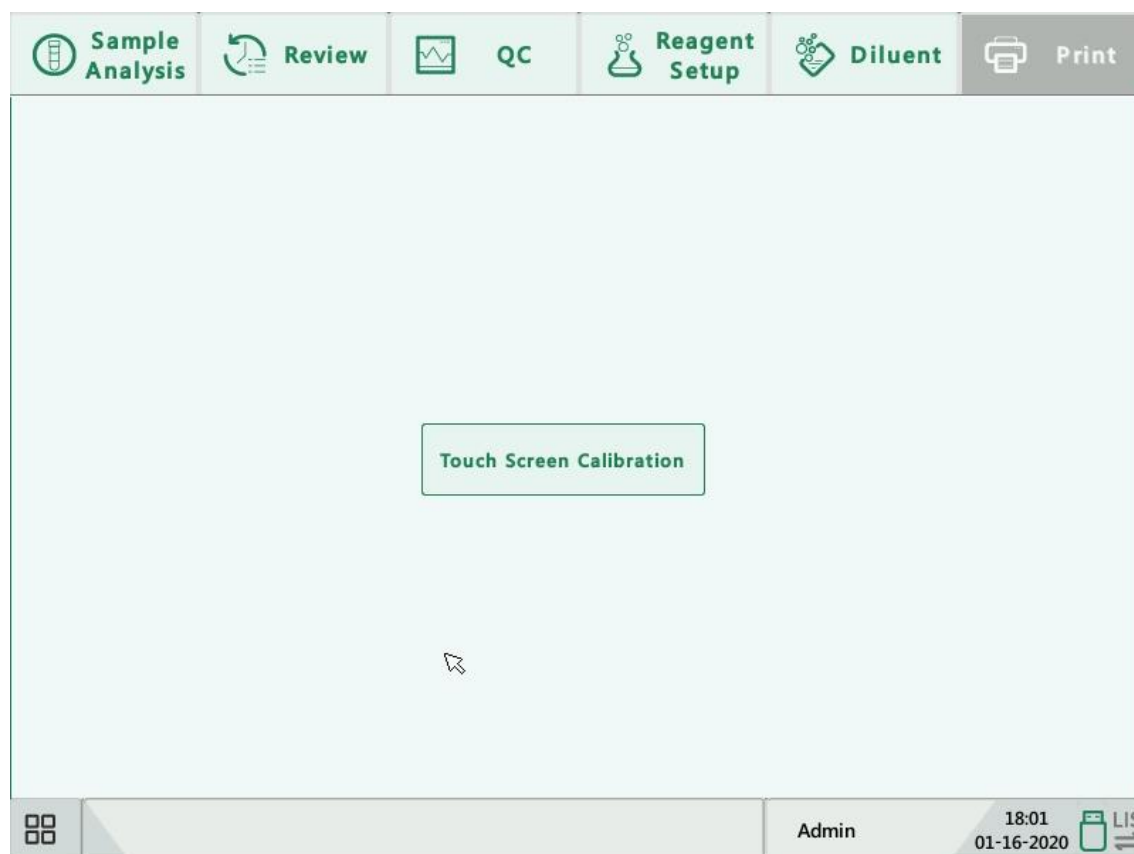 Sample
Analysis
Review
QC
Reagent
Setup
Diluent
Print
Touch Screen Calibration
Admin
18:01
01-16-2020